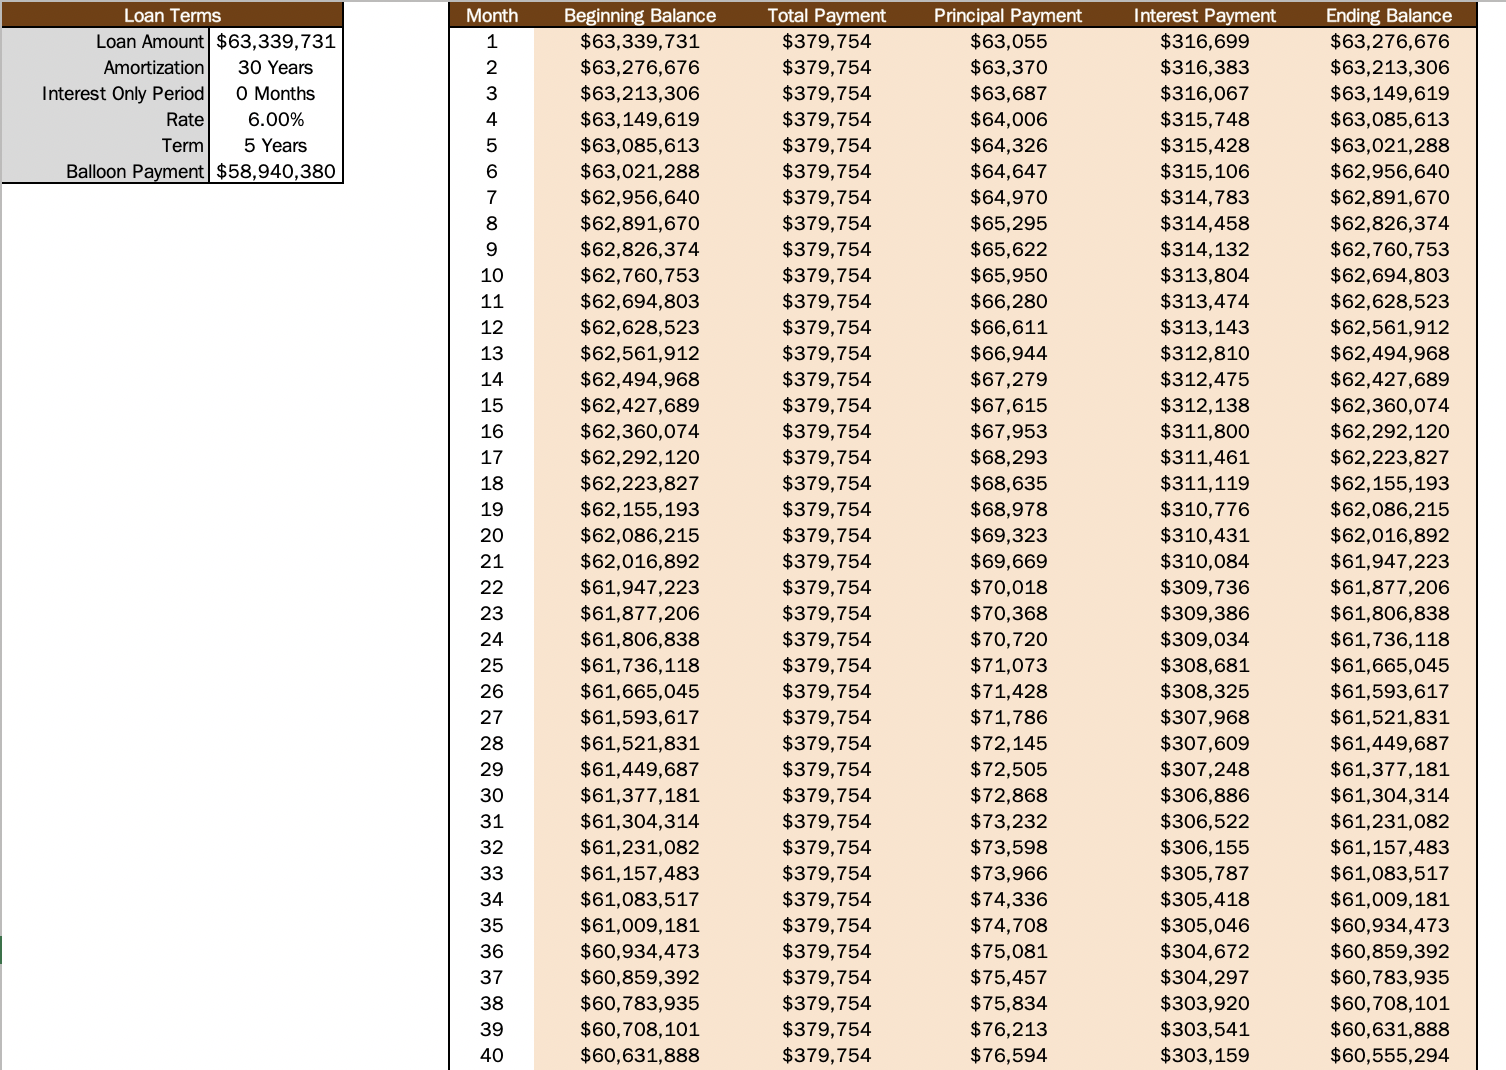 Loan Terms
Loan Amount $63,339,731
Amortization 30 Years
Interest Only Period 0 Months
Rate 6.00%
Term 5 Years
Balloon Payment $58,940,380
Month Beginning Balance Total Payment Principal Payment Interest Payment Ending Balance
1 $63,339,731 $379,754 $63,055 $316,699 $63,276,676
2 $63,276,676 $379,754 $63,370 $316,383 $63,213,306
3 $63,213,306 $379,754 $63,687 $316,067 $63,149,619
4 $63,149,619 $379,754 $64,006 $315,748 $63,085,613
5 $63,085,613 $379,754 $64,326 $315,428 $63,021,288
6 $63,021,288 $379,754 $64,647 $315,106 $62,956,640
7 $62,956,640 $379,754 $64,970 $314,783 $62,891,670
8 $62,891,670 $379,754 $65,295 $314,458 $62,826,374
9 $62,826,374 $379,754 $65,622 $314,132 $62,760,753
10 $62,760,753 $379,754 $65,950 $313,804 $62,694,803
11 $62,694,803 $379,754 $66,280 $313,474 $62,628,523
12 $62,628,523 $379,754 $66,611 $313,143 $62,561,912
13 $62,561,912 $379,754 $66,944 $312,810 $62,494,968
14 $62,494,968 $379,754 $67,279 $312,475 $62,427,689
15 $62,427,689 $379,754 $67,615 $312,138 $62,360,074
16 $62,360,074 $379,754 $67,953 $311,800 $62,292,120
17 $62,292,120 $379,754 $68,293 $311,461 $62,223,827
18 $62,223,827 $379,754 $68,635 $311,119 $62,155,193
19 $62,155,193 $379,754 $68,978 $310,776 $62,086,215
20 $62,086,215 $379,754 $69,323 $310,431 $62,016,892
21 $62,016,892 $379,754 $69,669 $310,084 $61,947,223
22 $61,947,223 $379,754 $70,018 $309,736 $61,877,206
23 $61,877,206 $379,754 $70,368 $309,386 $61,806,838
24 $61,806,838 $379,754 $70,720 $309,034 $61,736,118
25 $61,736,118 $379,754 $71,073 $308,681 $61,665,045
26 $61,665,045 $379,754 $71,428 $308,325 $61,593,617
27 $61,593,617 $379,754 $71,786 $307,968 $61,521,831
28 $61,521,831 $379,754 $72,145 $307,609 $61,449,687
29 $61,449,687 $379,754 $72,505 $307,248 $61,377,181
30 $61,377,181 $379,754 $72,868 $306,886 $61,304,314
31 $61,304,314 $379,754 $73,232 $306,522 $61,231,082
32 $61,231,082 $379,754 $73,598 $306,155 $61,157,483
33 $61,157,483 $379,754 $73,966 $305,787 $61,083,517
34 $61,083,517 $379,754 $74,336 $305,418 $61,009,181
35 $61,009,181 $379,754 $74,708 $305,046 $60,934,473
36 $60,934,473 $379,754 $75,081 $304,672 $60,859,392
37 $60,859,392 $379,754 $75,457 $304,297 $60,783,935
38 $60,783,935 $379,754 $75,834 $303,920 $60,708,101
39 $60,708,101 $379,754 $76,213 $303,541 $60,631,888
40 $60,631,888 $379,754 $76,594 $303,159 $60,555,294